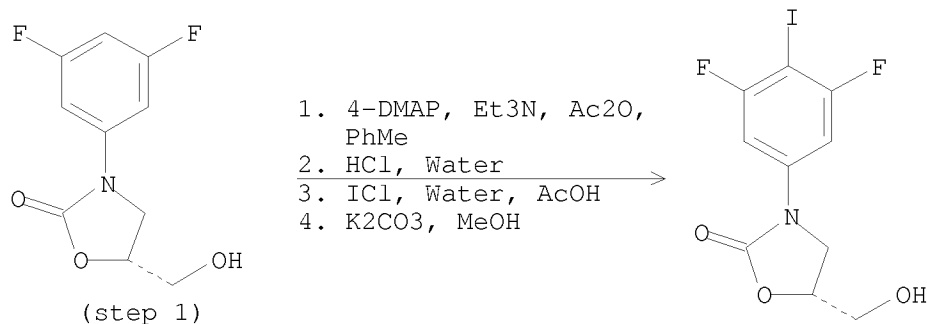 F F
I
F F
1. 4-DMAP, Et3N, Ac2O,
PhMe
2. HCl, Water
3. ICl, Water, AcOH
4. K2CO3, MeOH
N
O
O
OH
N
O
O
OH
(step 1)